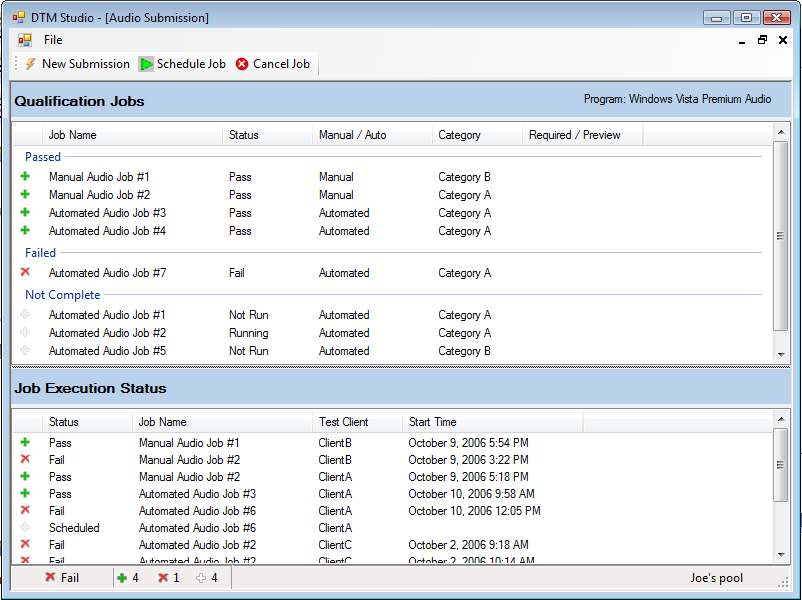 DTM Studio - [Audio Submission]
File
New Submission Schedule Job Cancel Job
Qualification Jobs Program: Windows Vista Premium Audio
Job Name Status Manual / Auto Category Required / Preview
Passed
Manual Audio Job #1 Pass Manual Category B
Manual Audio Job #2 Pass Manual Category A
Automated Audio Job #3 Pass Automated Category A
Automated Audio Job #4 Pass Automated Category A
Failed
Automated Audio Job #7 Fail Automated Category A
Not Complete
Automated Audio Job #1 Not Run Automated Category A
Automated Audio Job #2 Running Automated Category A
Automated Audio Job #5 Not Run Automated Category B
Job Execution Status
Status Job Name Test Client Start Time
Pass Manual Audio Job #1 ClientB October 9, 2006 5:54 PM
Fail Manual Audio Job #2 ClientB October 9, 2006 3:22 PM
Pass Manual Audio Job #2 ClientA October 9, 2006 5:18 PM
Pass Automated Audio Job #3 ClientA October 10, 2006 9:58 AM
Fail Automated Audio Job #6 ClientA October 10, 2006 12:05 PM
Scheduled Automated Audio Job #6 ClientA
Fail Automated Audio Job #2 ClientC October 2, 2006 9:18 AM
Fail Automated Audio Job #2 ClientC October 2, 2006 10:14 AM
Fail 4 1 4 Joe's pool